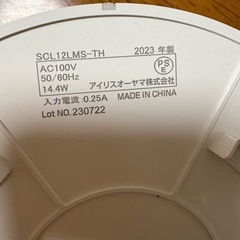 SCL12LMS-TH 2023 年製
AC100V
50/60Hz
14.4W
PS
E
アイリスオーヤマ株式会社
入力電流:0.25A MADE IN CHINA
Lot NO.230722